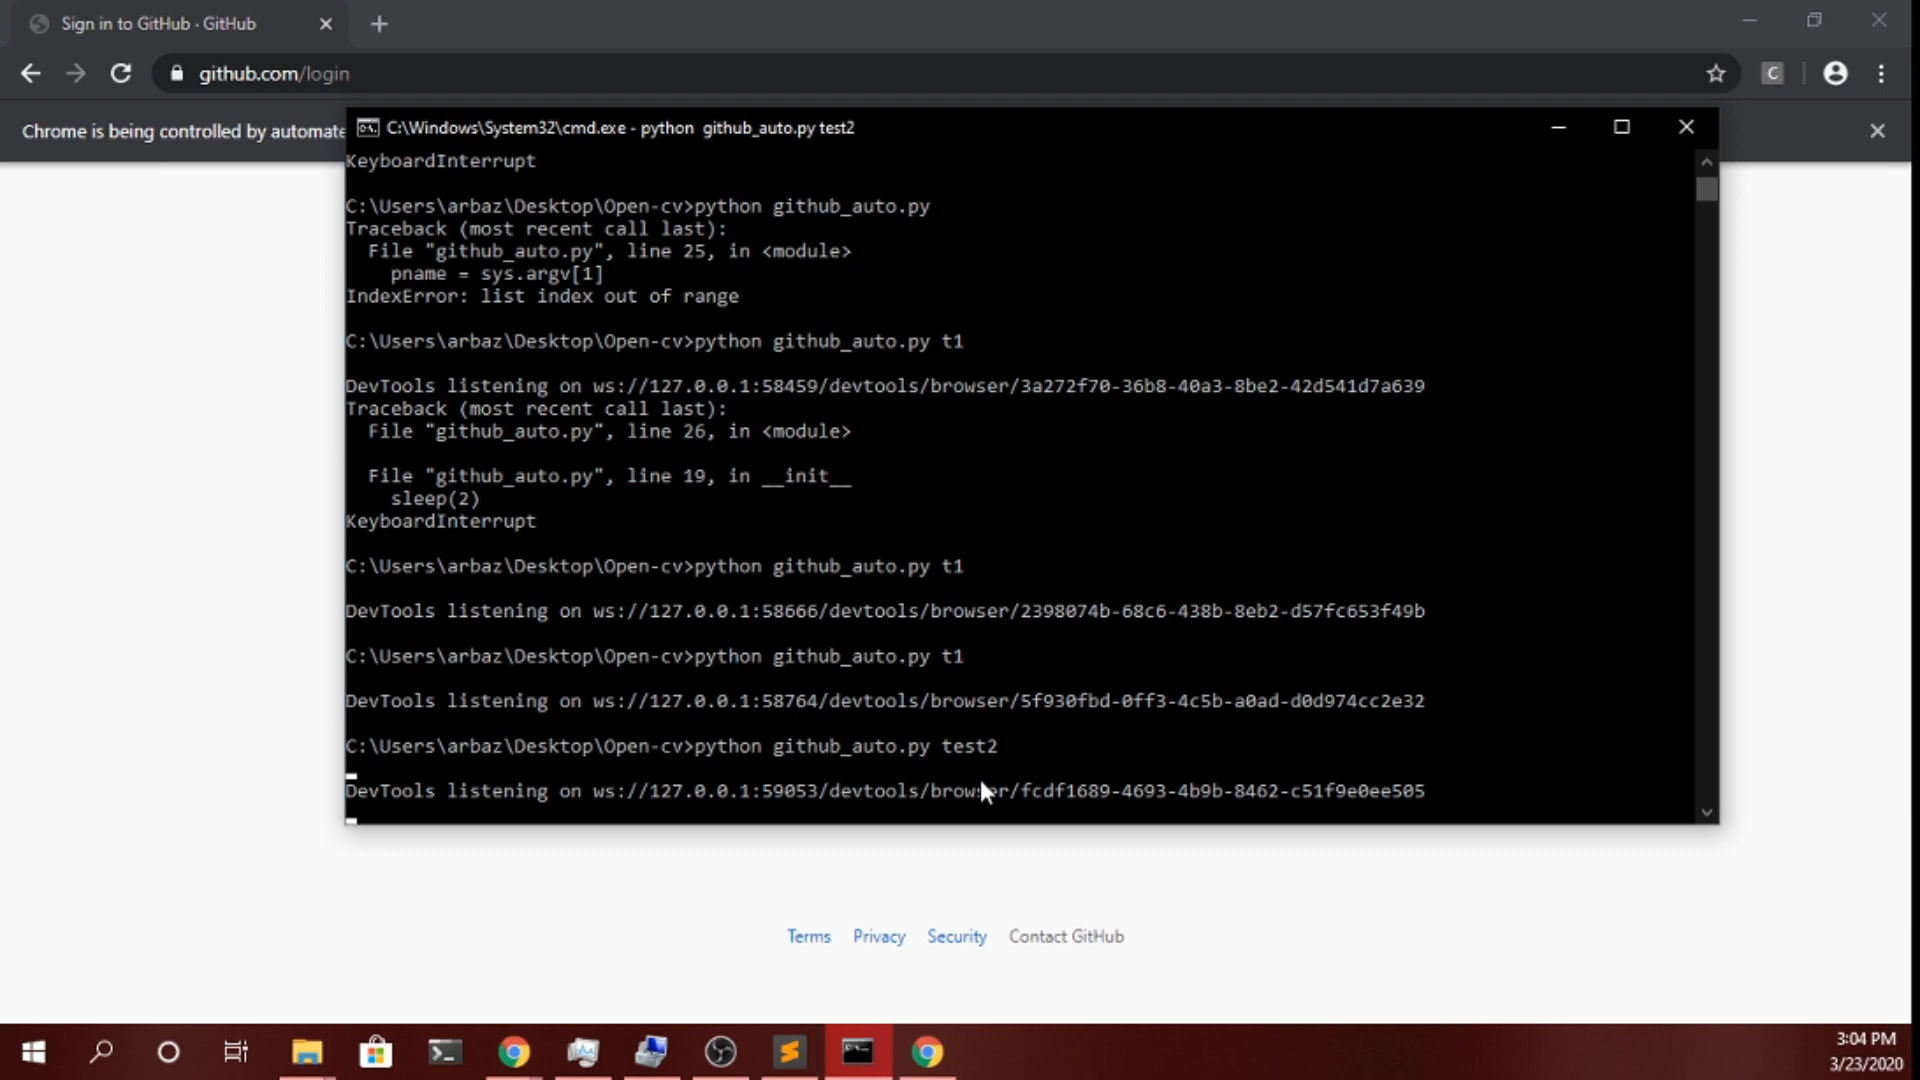 Sign in to GitHub · GitHub
github.com/login
C
Chrome is being controlled by automate
C:\Windows\System32\cmd.exe - python  github_auto.py test2
KeyboardInterrupt
C:\Users\arbaz\Desktop\Open-cv>python github_auto.py
Traceback (most recent call last):
  File "github_auto.py", line 25, in <module>
    pname = sys.argv[1]
IndexError: list index out of range
C:\Users\arbaz\Desktop\Open-cv>python github_auto.py t1
DevTools listening on ws://127.0.0.1:58459/devtools/browser/3a272f70-36b8-40a3-8be2-42d541d7a639
Traceback (most recent call last):
  File "github_auto.py", line 26, in <module>
  File "github_auto.py", line 19, in __init__
    sleep(2)
KeyboardInterrupt
C:\Users\arbaz\Desktop\Open-cv>python github_auto.py t1
DevTools listening on ws://127.0.0.1:58666/devtools/browser/2398074b-68c6-438b-8eb2-d57fc653f49b
C:\Users\arbaz\Desktop\Open-cv>python github_auto.py t1
DevTools listening on ws://127.0.0.1:58764/devtools/browser/5f930fbd-0ff3-4c5b-a0ad-d0d974cc2e32
C:\Users\arbaz\Desktop\Open-cv>python github_auto.py test2
DevTools listening on ws://127.0.0.1:59053/devtools/browser/fcdf1689-4693-4b9b-8462-c51f9e0ee505
Terms Privacy Security Contact GitHub
3:04 PM
3/23/2020